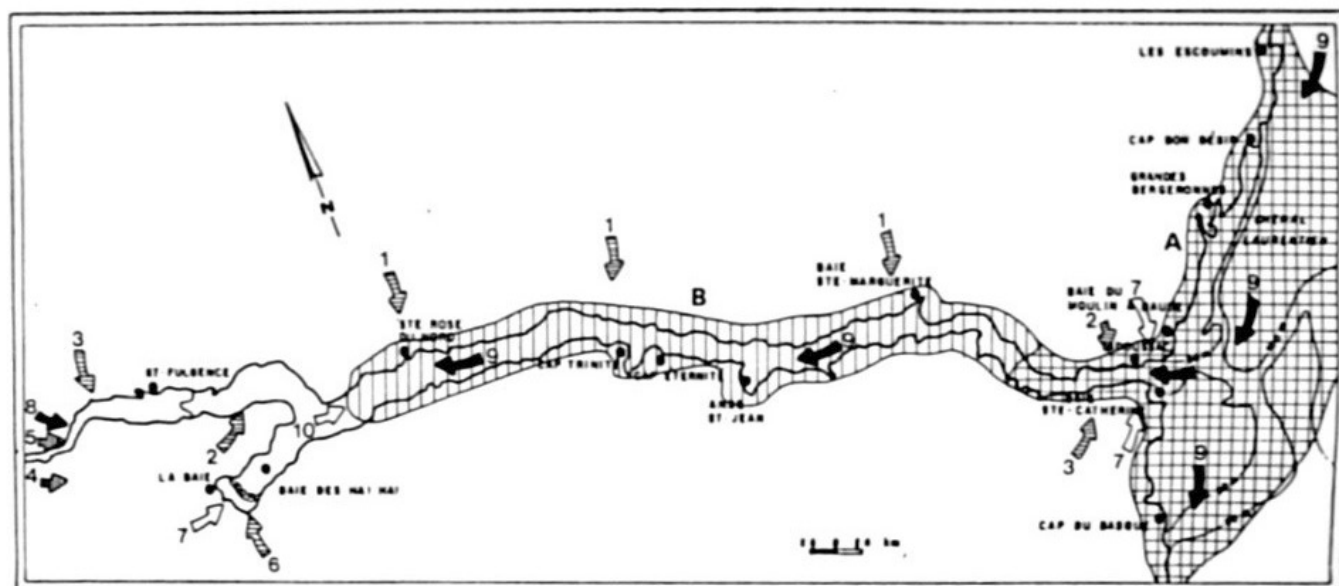 LES ESCOUMINS
9
CAP BON DÉSIR
GRANDES
BERGERONNES
N
CHENAL
LAURENTIEN
A
1
1
1
B
BAIE
STE-MARGUERITE
BAIE DU
MOULIN À BAUDE
7
2
9
STE ROSE
DU NORD
3
9
9
CAP TRINITÉ
CAP ÉTERNITÉ
ST FULGENCE
ANSE
ST JEAN
STE-CATHERINE
8
5
4
10
2
3
7
9
LA BAIE
BAIE DES HA! HA!
7
6
CAP DU BASQUE
km